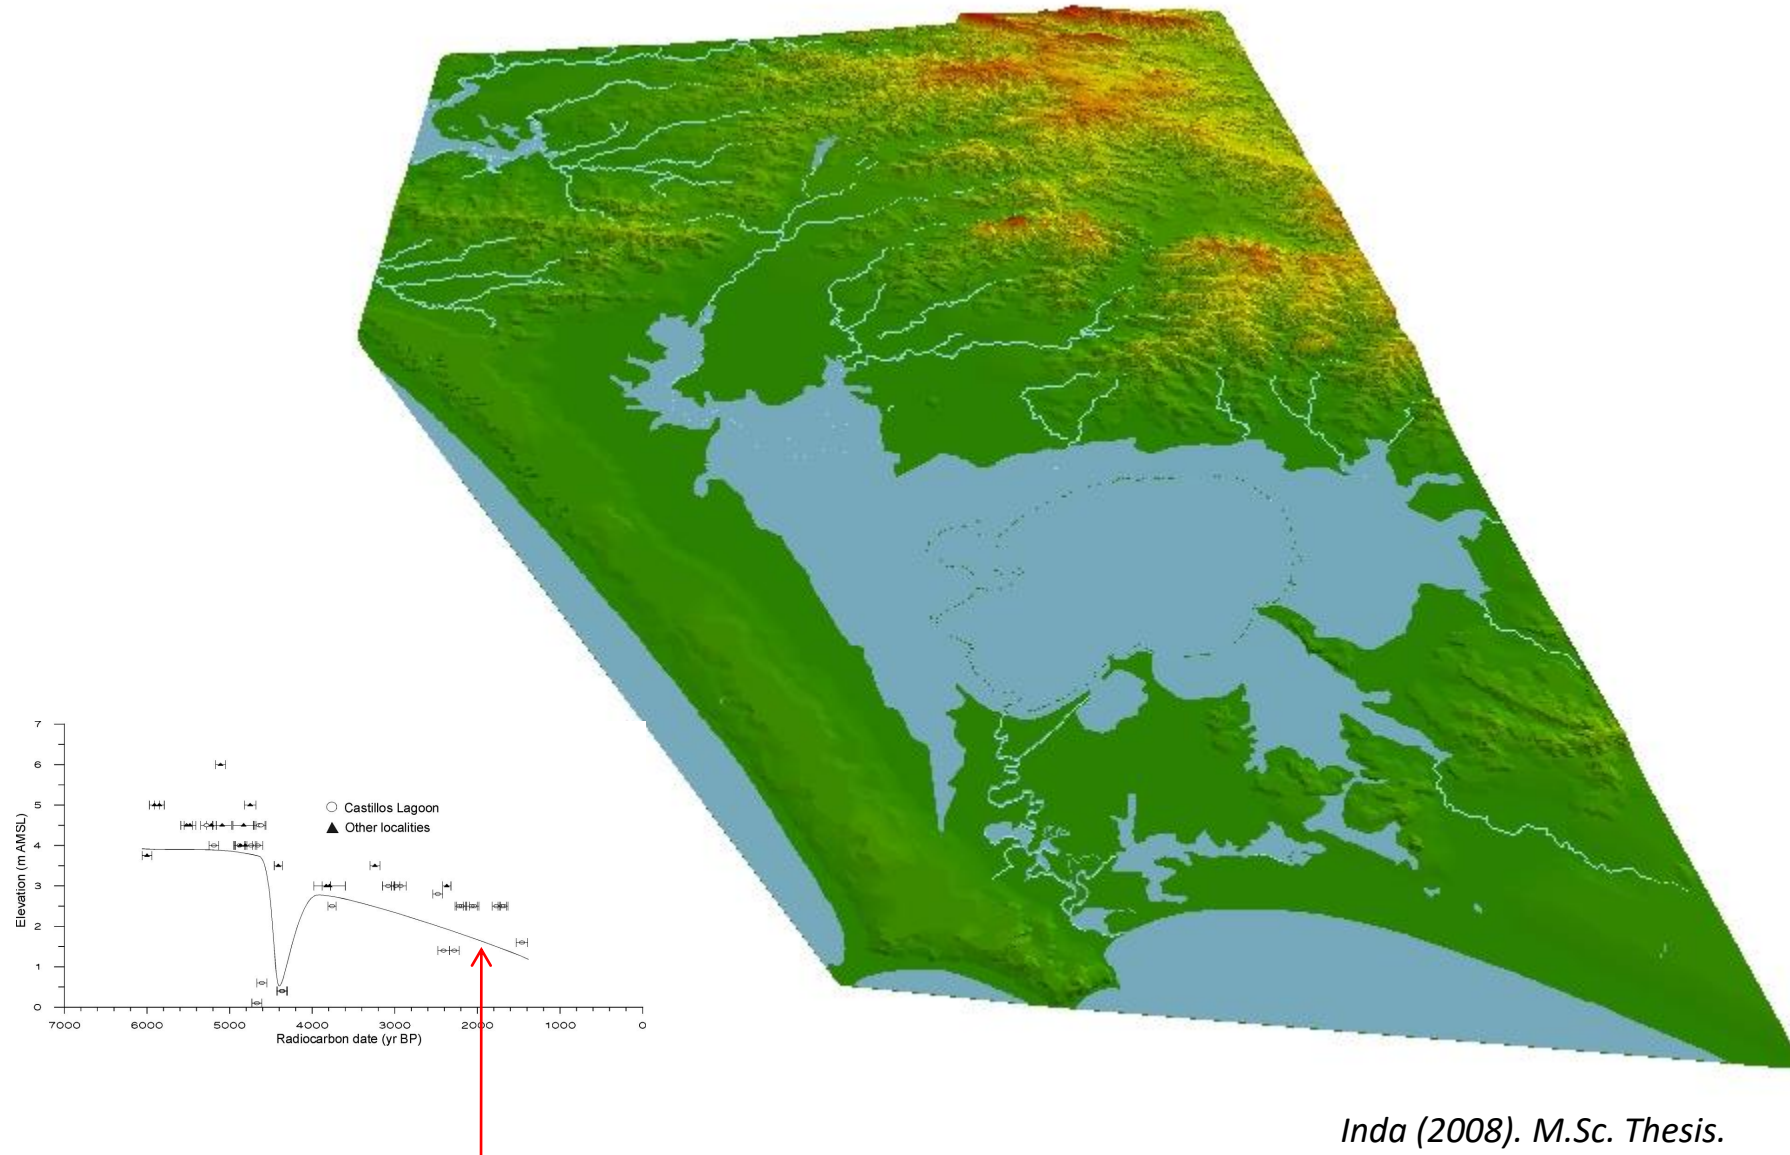 7
6
5
4
3
2
1
0
Elevation (m AMSL)
Castillos Lagoon
Other localities
7000 6000 5000 4000 3000 2000 1000 0
Radiocarbon date (yr BP)
Inda (2008). M.Sc. Thesis.